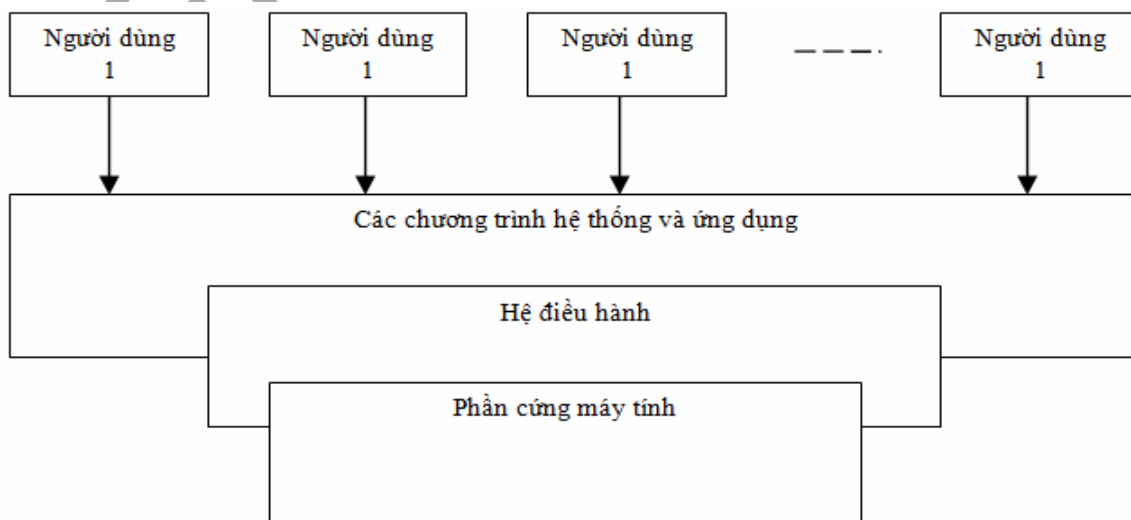 Người dùng
1
Người dùng
1
Người dùng
1
Người dùng
1
Các chương trình hệ thống và ứng dụng
Hệ điều hành
Phần cứng máy tính